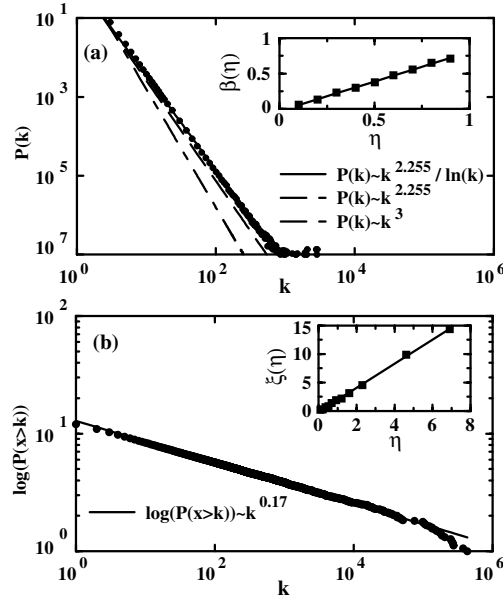 (a)
P(k)
10^1
10^3
10^5
10^7
10^0 10^2 10^4 10^6
k
β(η)
1
0.5
0
0 0.5 1
η
P(k)~k^2.255 / ln(k)
P(k)~k^2.255
P(k)~k^3
(b)
log(P(x>k))
10^2
10^1
10^0
10^0 10^2 10^4 10^6
k
ξ(η)
15
10
5
0
0 2 4 6 8
η
log(P(x>k))~k^0.17